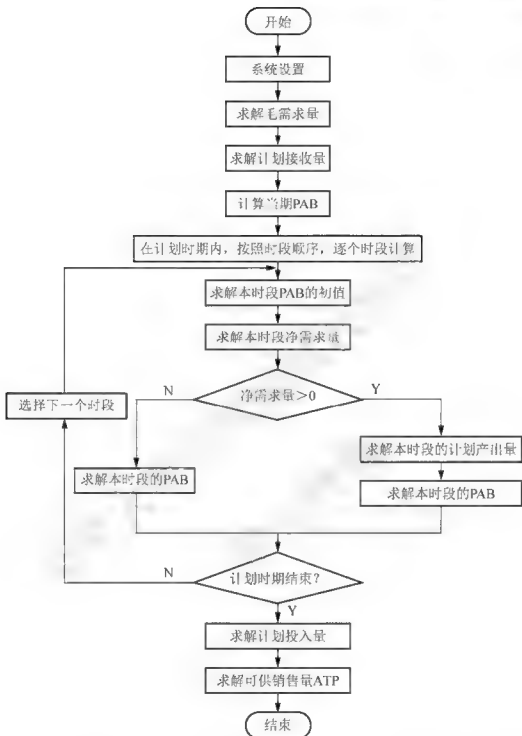 开始
系统设置
求解毛需求量
求解计划接收量
计算当期PAB
在计划时期内，按照时段顺序，逐个时段计算
求解本时段PAB的初值
求解本时段净需求量
净需求量>0
N
Y
选择下一个时段
求解本时段的PAB
求解本时段的计划产出量
求解本时段的PAB
计划时期结束？
N
Y
求解计划投入量
求解可供销售量ATP
结束